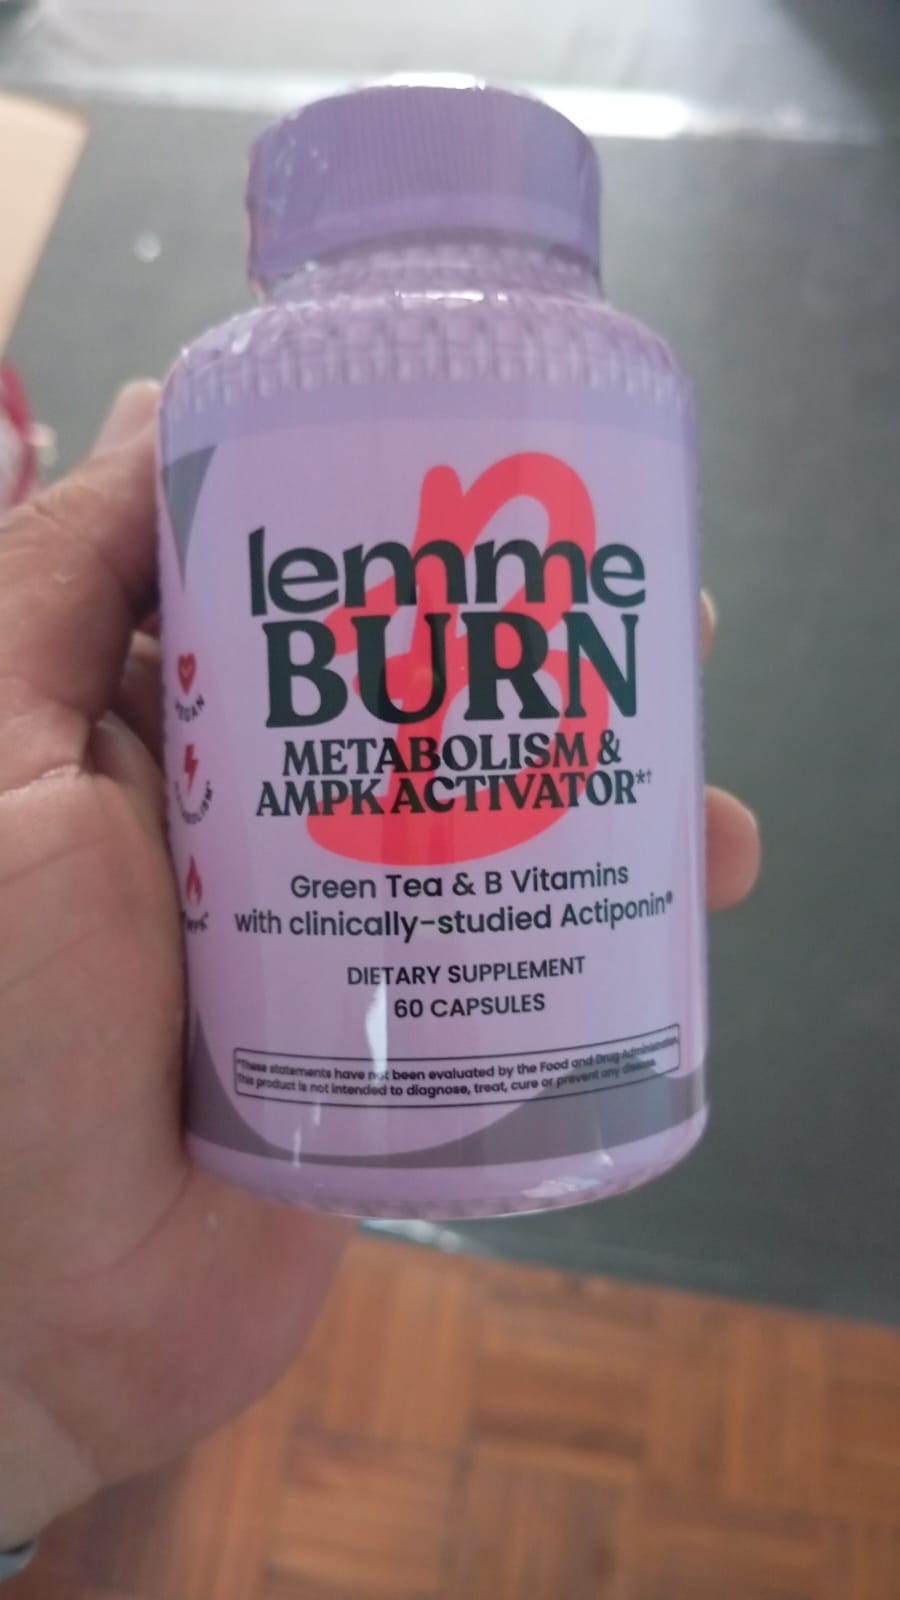 lemme
BURN
METABOLISM &
AMPK ACTIVATOR*†
Green Tea & B Vitamins
with clinically-studied Actiponin®
DIETARY SUPPLEMENT
60 CAPSULES
*These statements have not been evaluated by the Food and Drug Administration.
This product is not intended to diagnose, treat, cure or prevent any disease.
VEGAN